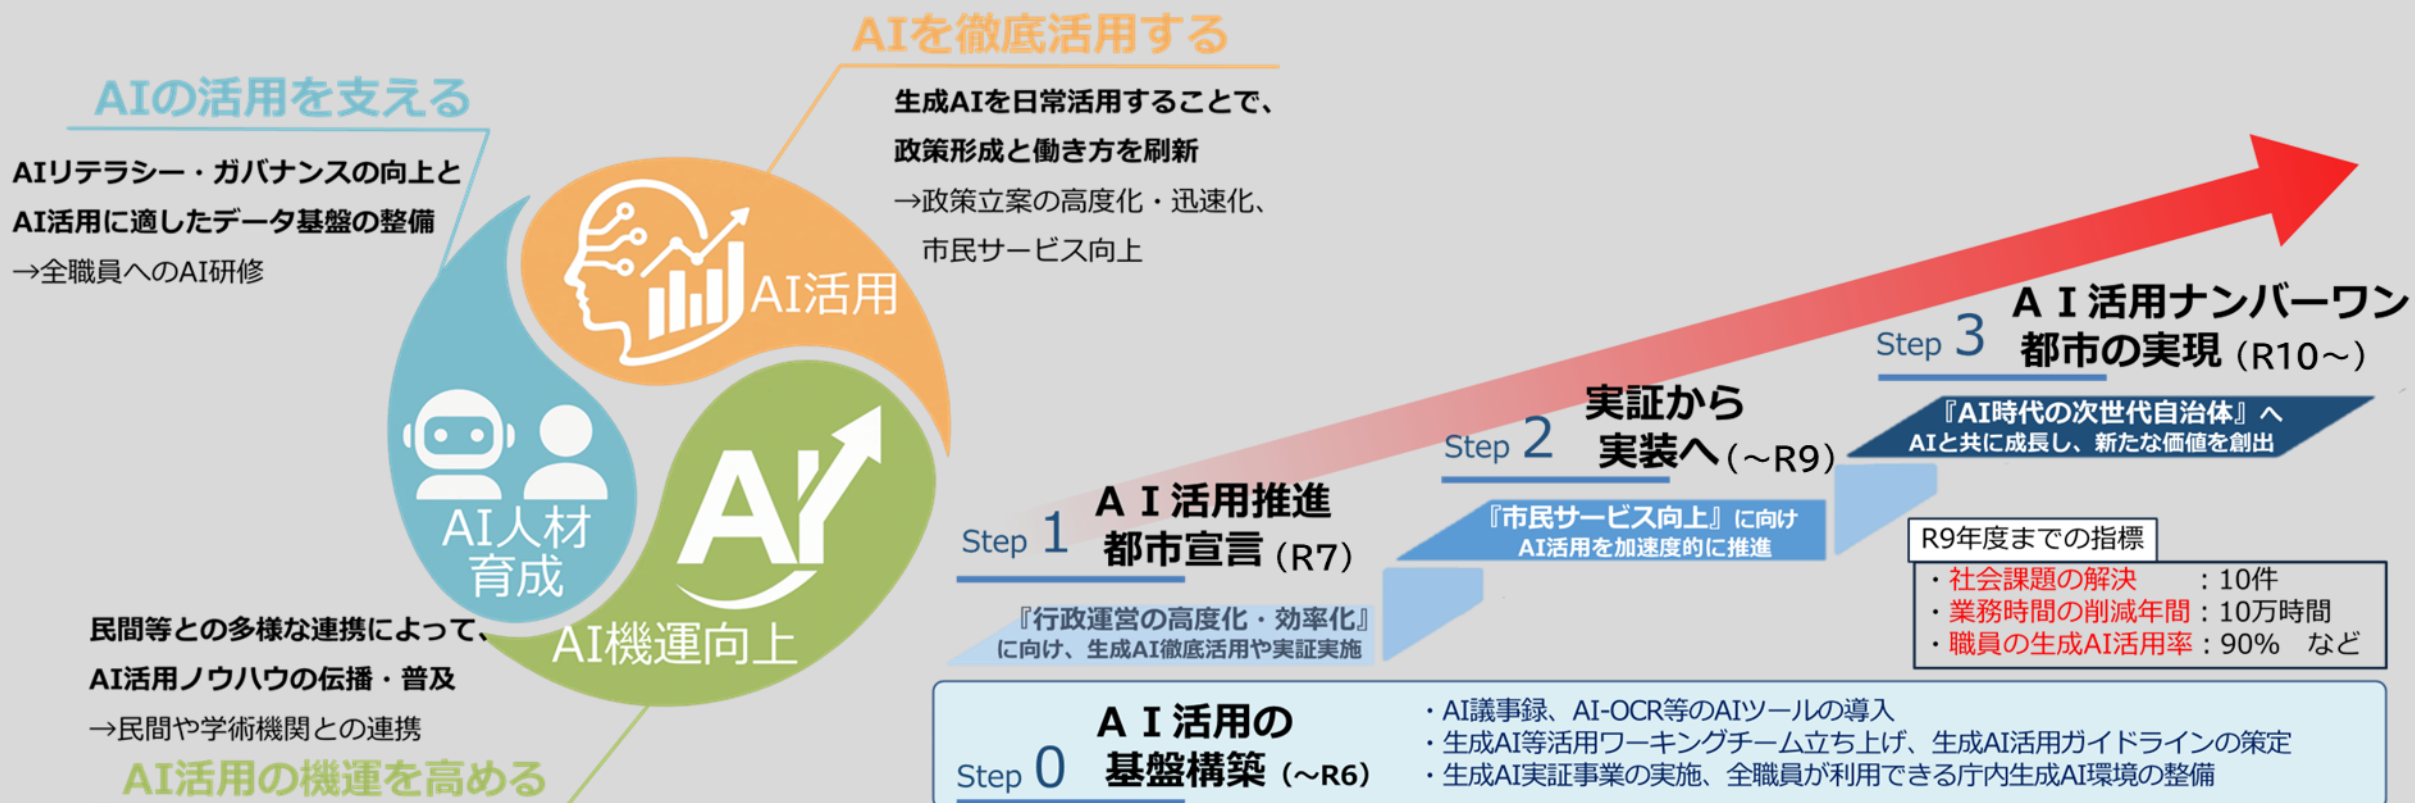 AIを徹底活用する
生成AIを日常活用することで、
政策形成と働き方を刷新
→政策立案の高度化・迅速化、
市民サービス向上
AIの活用を支える
AIリテラシー・ガバナンスの向上と
AI活用に適したデータ基盤の整備
→全職員へのAI研修
AI活用
AI人材
育成
AI機運向上
AI
民間等との多様な連携によって、
AI活用ノウハウの伝播・普及
→民間や学術機関との連携
AI活用の機運を高める
Step 1 ＡＩ活用推進
都市宣言 (R7)
『行政運営の高度化・効率化』
に向け、生成AI徹底活用や実証実施
Step 2 実証から
実装へ (～R9)
『市民サービス向上』に向け
AI活用を加速度的に推進
Step 3 ＡＩ活用ナンバーワン
都市の実現 (R10～)
『AI時代の次世代自治体』へ
AIと共に成長し、新たな価値を創出
R9年度までの指標
・社会課題の解決　　：10件
・業務時間の削減年間：10万時間
・職員の生成AI活用率：90%　など
Step 0 ＡＩ活用の
基盤構築 (～R6)
・AI議事録、AI-OCR等のAIツールの導入
・生成AI等活用ワーキングチーム立ち上げ、生成AI活用ガイドラインの策定
・生成AI実証事業の実施、全職員が利用できる庁内生成AI環境の整備